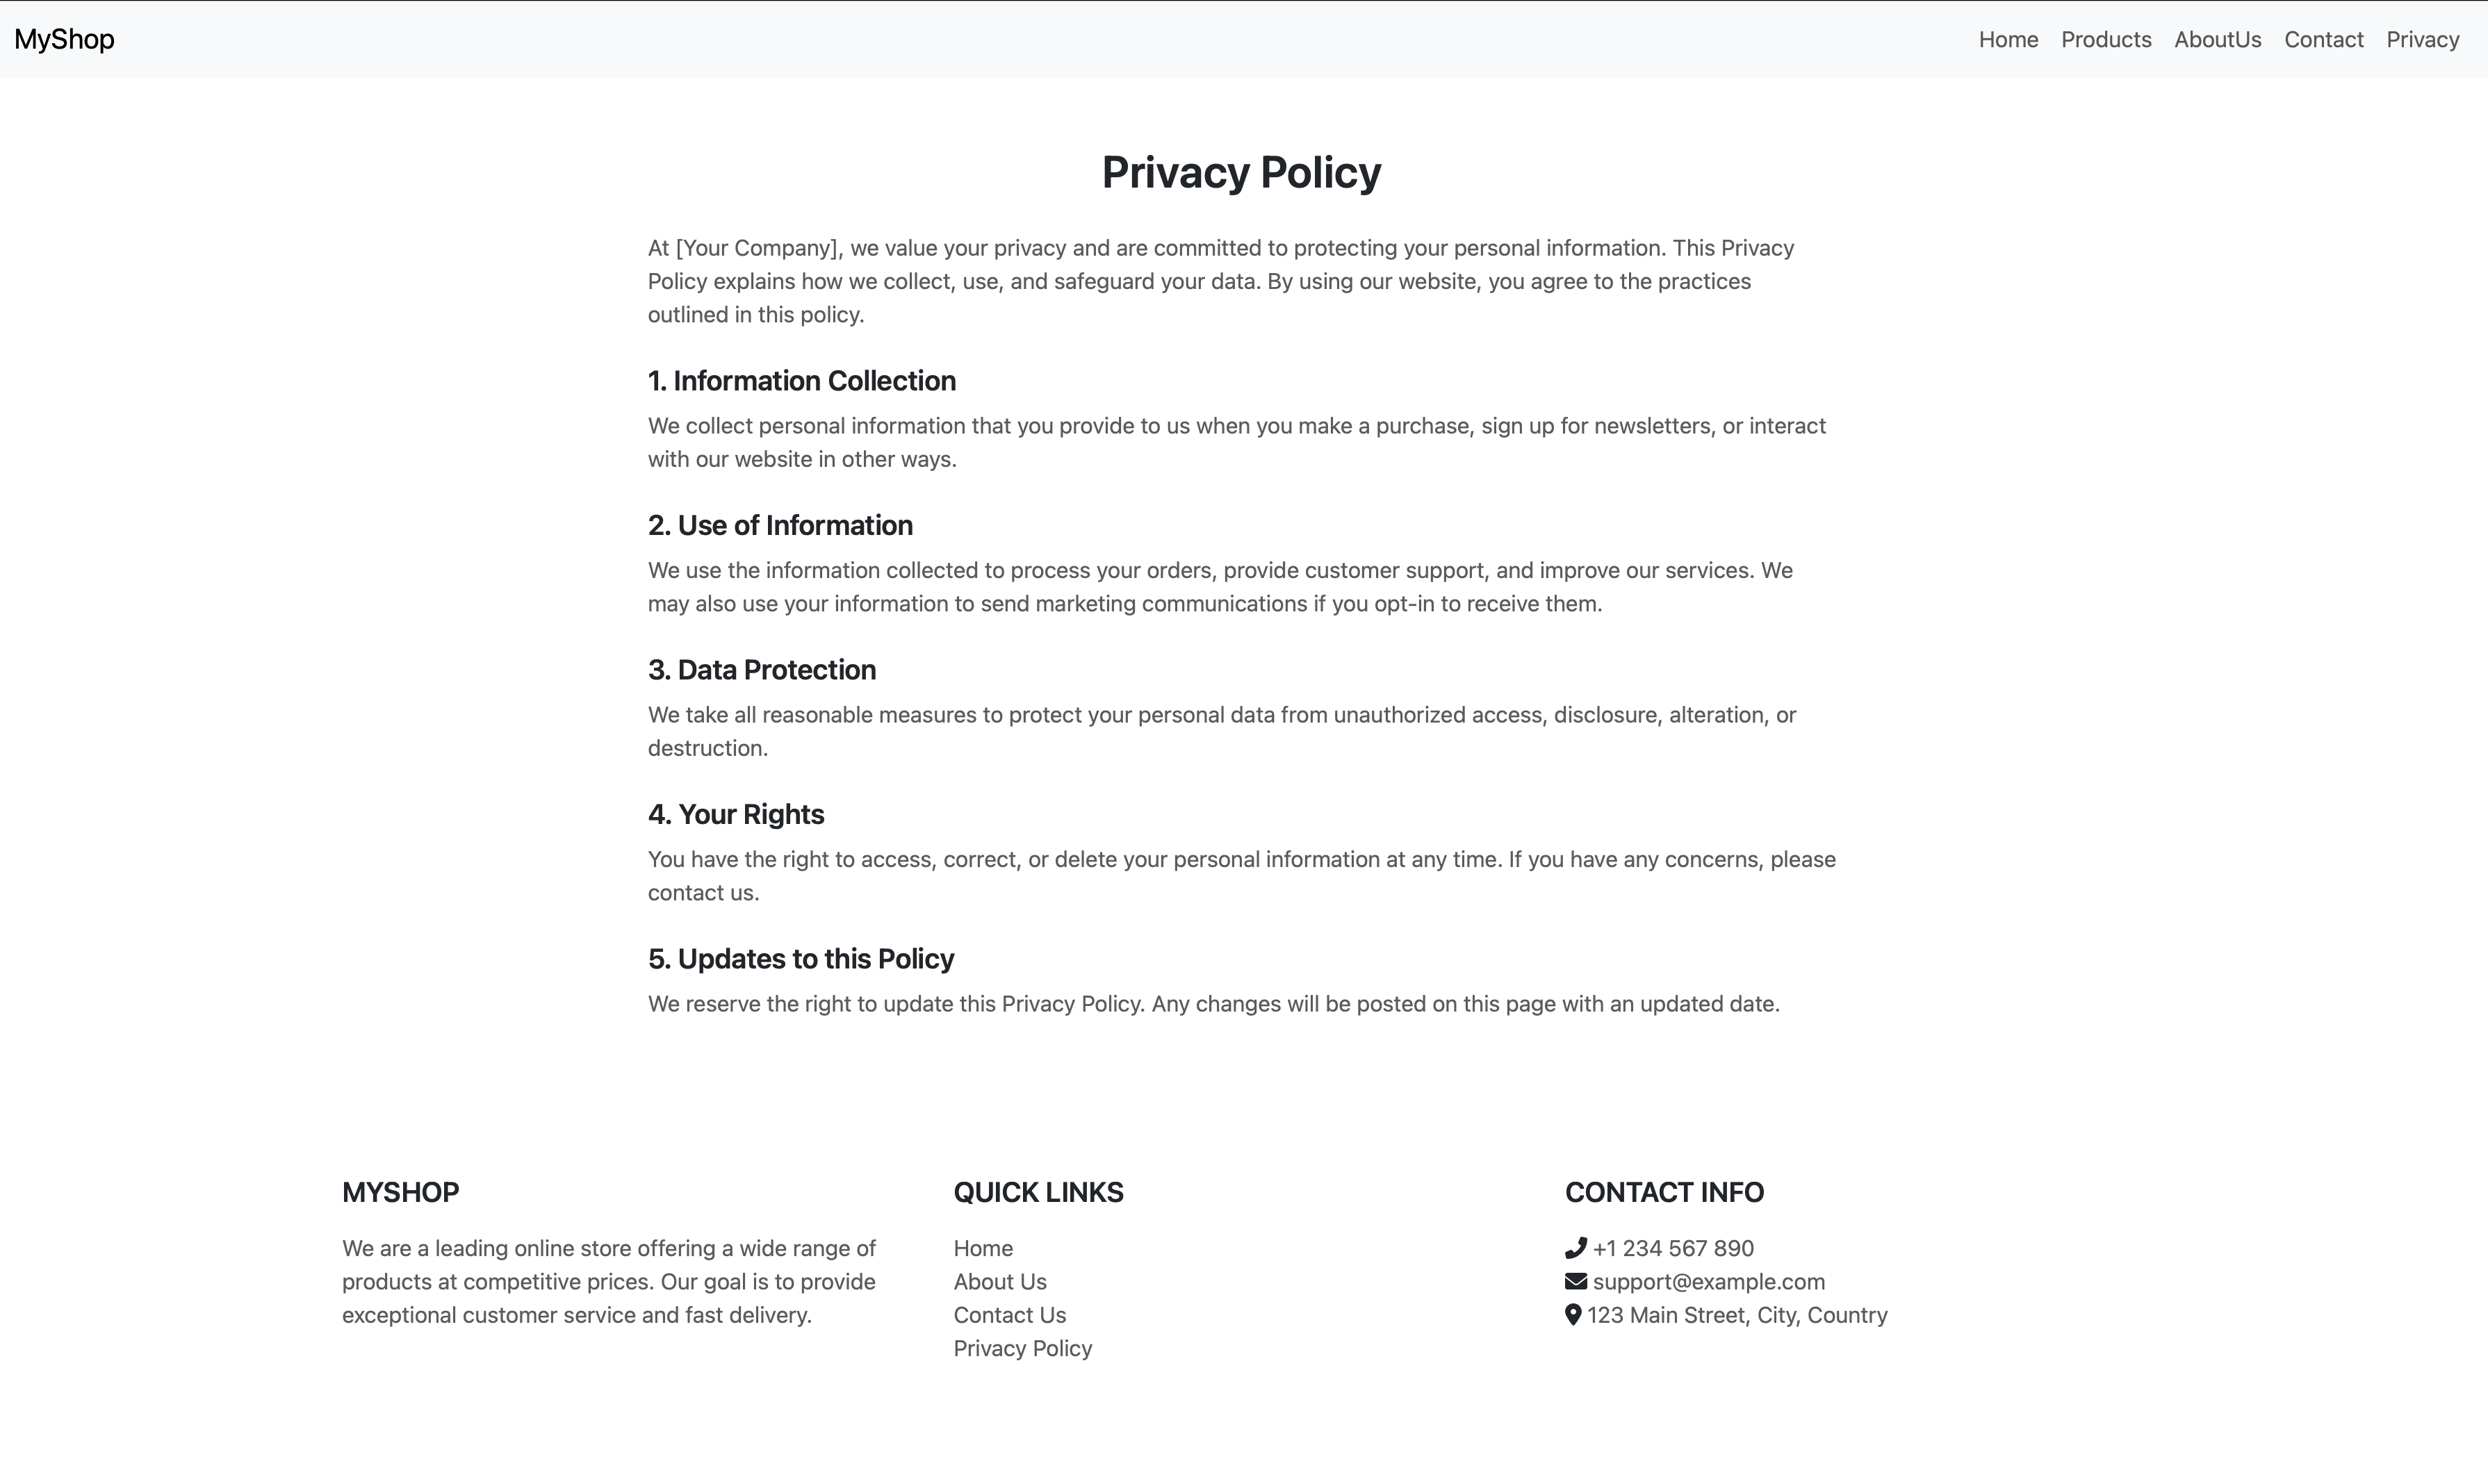 MyShop
Home Products AboutUs Contact Privacy
Privacy Policy
At [Your Company], we value your privacy and are committed to protecting your personal information. This Privacy
Policy explains how we collect, use, and safeguard your data. By using our website, you agree to the practices
outlined in this policy.
1. Information Collection
We collect personal information that you provide to us when you make a purchase, sign up for newsletters, or interact
with our website in other ways.
2. Use of Information
We use the information collected to process your orders, provide customer support, and improve our services. We
may also use your information to send marketing communications if you opt-in to receive them.
3. Data Protection
We take all reasonable measures to protect your personal data from unauthorized access, disclosure, alteration, or
destruction.
4. Your Rights
You have the right to access, correct, or delete your personal information at any time. If you have any concerns, please
contact us.
5. Updates to this Policy
We reserve the right to update this Privacy Policy. Any changes will be posted on this page with an updated date.
MYSHOP
We are a leading online store offering a wide range of
products at competitive prices. Our goal is to provide
exceptional customer service and fast delivery.
QUICK LINKS
Home
About Us
Contact Us
Privacy Policy
CONTACT INFO
+1 234 567 890
support@example.com
123 Main Street, City, Country